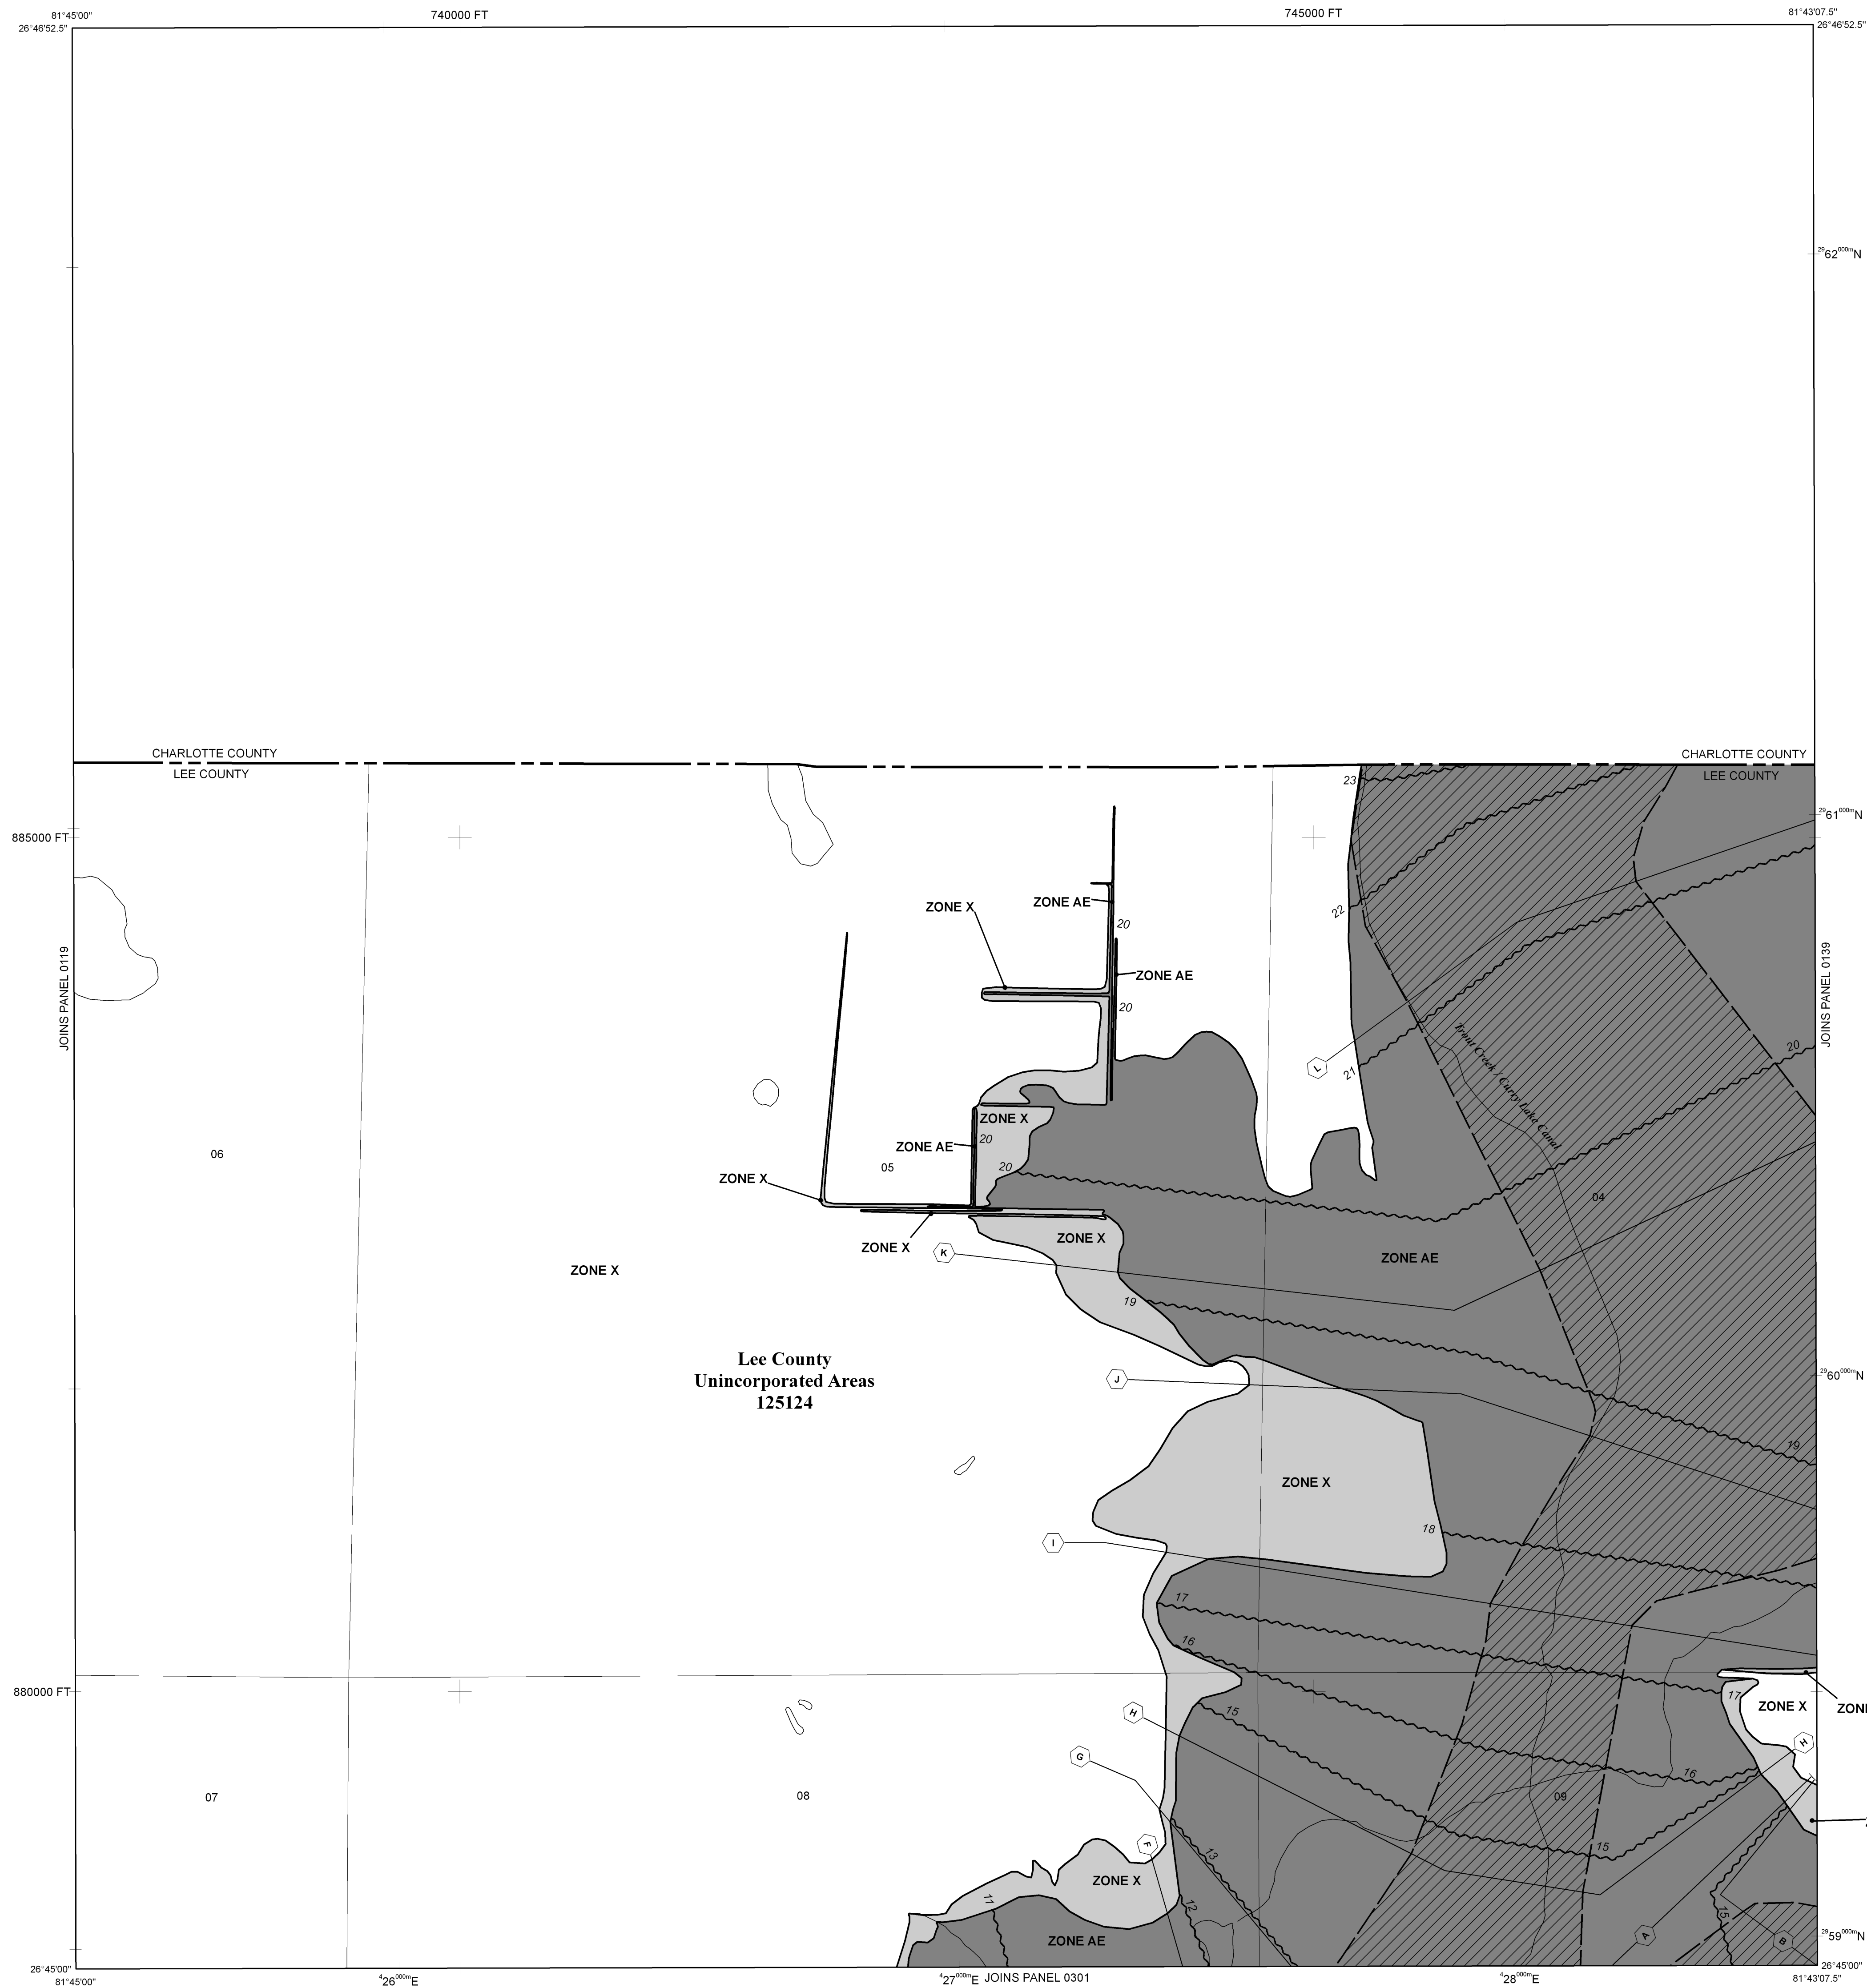 81°45'00"
740000 FT
745000 FT
81°43'07.5"
26°46'52.5"
26°46'52.5"
2962000mN
CHARLOTTE COUNTY
LEE COUNTY
CHARLOTTE COUNTY
LEE COUNTY
23
885000 FT
2961000mN
ZONE X
ZONE AE
20
22
JOINS PANEL 0119
JOINS PANEL 0139
ZONE AE
20
L
21
20
Trout Creek / Curry Lake Canal
ZONE X
20
ZONE AE
06
05
20
ZONE X
04
ZONE X
ZONE X
K
ZONE AE
ZONE X
19
Lee County
Unincorporated Areas
125124
J
2960000mN
19
ZONE X
18
I
17
16
880000 FT
17
ZONE X
H
15
G
H
16
07
08
09
F
13
15
ZONE X
11
12
15
A
B
ZONE AE
2959000mN
26°45'00"
26°45'00"
81°45'00"
426000mE
427000mE
JOINS PANEL 0301
428000mE
81°43'07.5"